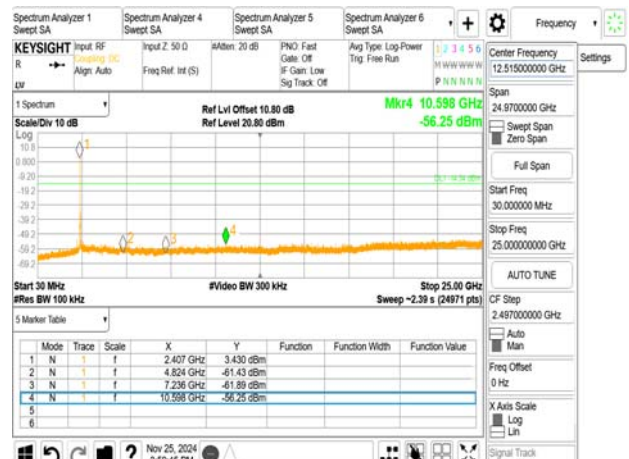 Spectrum Analyzer 1
Swept SA
Spectrum Analyzer 4
Swept SA
Spectrum Analyzer 5
Swept SA
Spectrum Analyzer 6
Swept SA
Frequency
KEYSIGHT
R
Input: RF
Coupling: DC
Align: Auto
Input Z: 50 Ω
Freq Ref: Int (S)
#Atten: 20 dB
PNO: Fast
Gate: Off
IF Gain: Low
Sig Track: Off
Avg Type: Log-Power
Trig: Free Run
1 2 3 4 5 6
M W W W W W
P N N N N N
1 Spectrum
Scale/Div 10 dB
Log
Ref Lvl Offset 10.80 dB
Ref Level 20.80 dBm
Mkr4 10.598 GHz
-56.25 dBm
10.8
0.800
-9.20
-19.2
-29.2
-39.2
-49.2
-59.2
-69.2
1
2
3
4
Start 30 MHz
#Res BW 100 kHz
#Video BW 300 kHz
Stop 25.00 GHz
Sweep ~2.39 s (24971 pts)
5 Marker Table
Mode Trace Scale X Y Function Function Width Function Value
1 N 1 f 2.407 GHz 3.430 dBm
2 N 1 f 4.824 GHz -61.43 dBm
3 N 1 f 7.236 GHz -61.89 dBm
4 N 1 f 10.598 GHz -56.25 dBm
5
6
Nov 25, 2024
Center Frequency
12.515000000 GHz
Settings
Span
24.9700000 GHz
Swept Span
Zero Span
Full Span
Start Freq
30.000000 MHz
Stop Freq
25.000000000 GHz
AUTO TUNE
CF Step
2.497000000 GHz
Auto
Man
Freq Offset
0 Hz
X Axis Scale
Log
Lin
Signal Track